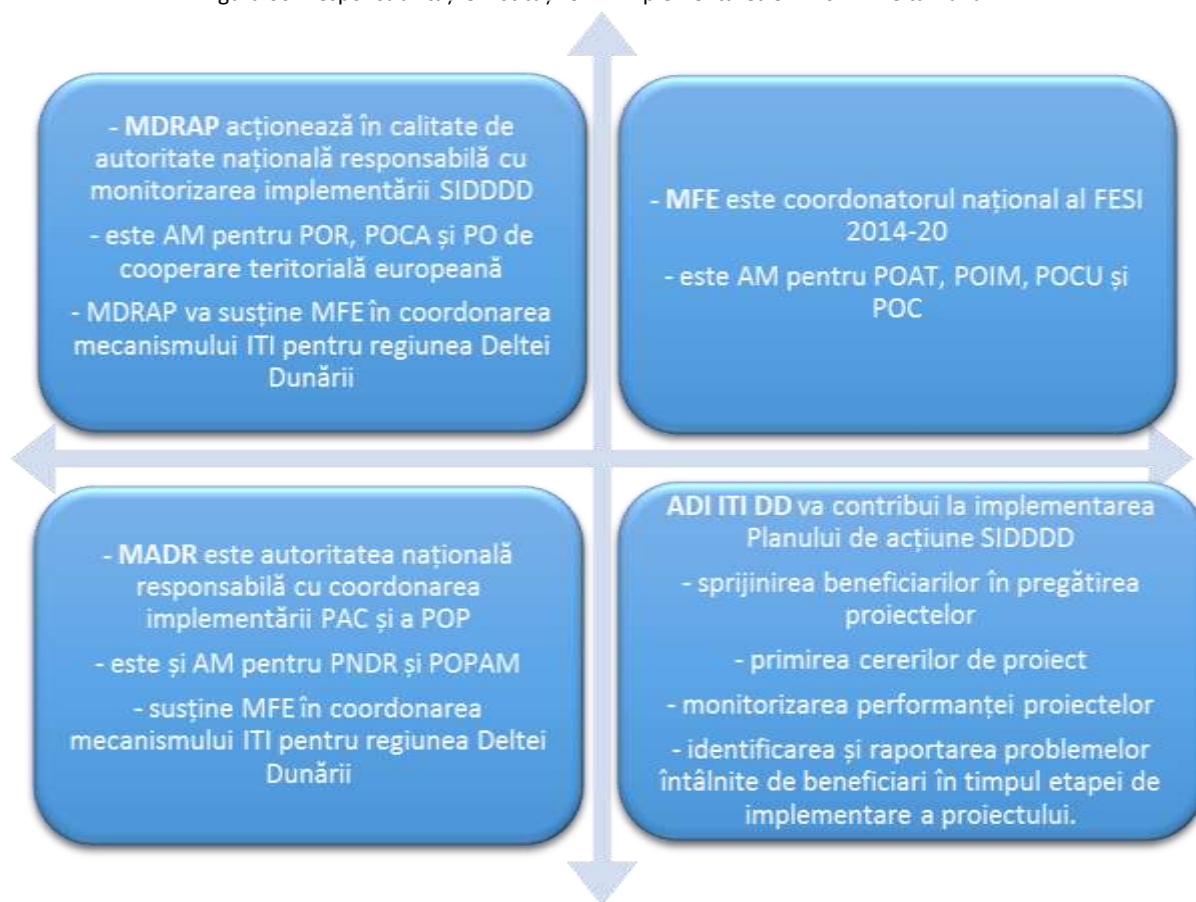 - MDRAP acționează în calitate de
autoritate națională responsabilă cu
monitorizarea implementării SIDDDD
- este AM pentru POR, POCA și PO de
cooperare teritorială europeană
- MDRAP va susține MFE în coordonarea
mecanismului ITI pentru regiunea Deltei
Dunării
- MFE este coordonatorul național al FESI
2014-20
- este AM pentru POAT, POIM, POCU și
POC
- MADR este autoritatea națională
responsabilă cu coordonarea
implementării PAC și a POP
- este și AM pentru PNDR și POPAM
- susține MFE în coordonarea
mecanismului ITI pentru regiunea Deltei
Dunării
ADI ITI DD va contribui la implementarea
Planului de acțiune SIDDDD
- sprijinirea beneficiarilor în pregătirea
proiectelor
- primirea cererilor de proiect
- monitorizarea performanței proiectelor
- identificarea și raportarea problemelor
întâlnite de beneficiari în timpul etapei de
implementare a proiectului.